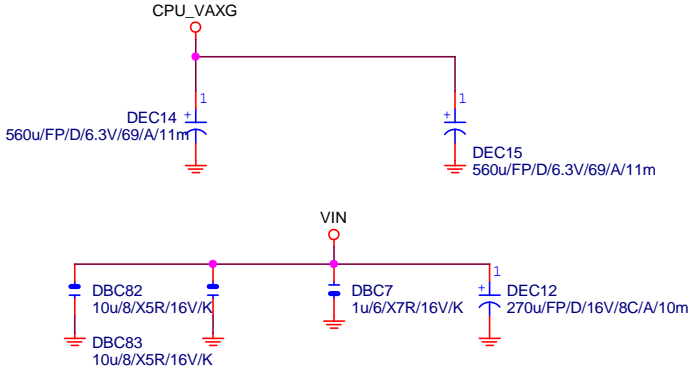 CPU_VAXG
1
DEC14
560u/FP/D/6.3V/69/A/11m
+
1
+
DEC15
560u/FP/D/6.3V/69/A/11m
VIN
DBC82
10u/8/X5R/16V/K
DBC83
10u/8/X5R/16V/K
DBC7
1u/6/X7R/16V/K
1
+
DEC12
270u/FP/D/16V/8C/A/10m